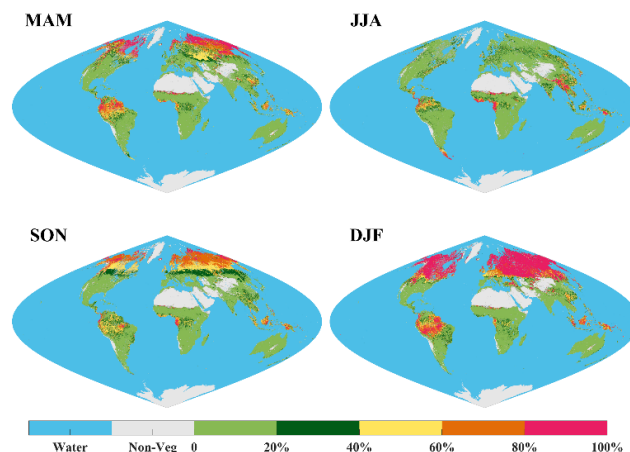 MAM
JJA
SON
DJF
Water
Non-Veg
0
20%
40%
60%
80%
100%